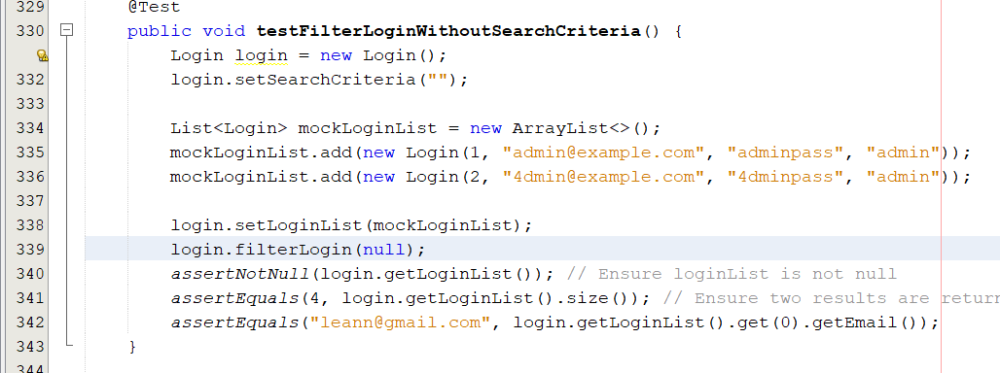 329 @Test
330 public void testFilterLoginWithoutSearchCriteria() {
Login login = new Login();
332 login.setSearchCriteria("");
333
334 List<Login> mockLoginList = new ArrayList<>();
335 mockLoginList.add(new Login(1, "admin@example.com", "adminpass", "admin"));
336 mockLoginList.add(new Login(2, "4dmin@example.com", "4dminpass", "admin"));
337
338 login.setLoginList(mockLoginList);
339 login.filterLogin(null);
340 assertNotNull(login.getLoginList()); // Ensure loginList is not null
341 assertEquals(4, login.getLoginList().size()); // Ensure two results are return
342 assertEquals("leann@gmail.com", login.getLoginList().get(0).getEmail());
343 }
344